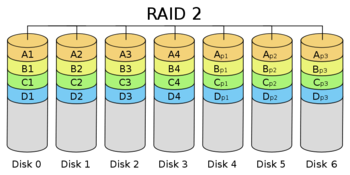 RAID 2
A1 A2 A3 A4 Ap1 Ap2 Ap3
B1 B2 B3 B4 Bp1 Bp2 Bp3
C1 C2 C3 C4 Cp1 Cp2 Cp3
D1 D2 D3 D4 Dp1 Dp2 Dp3
Disk 0 Disk 1 Disk 2 Disk 3 Disk 4 Disk 5 Disk 6